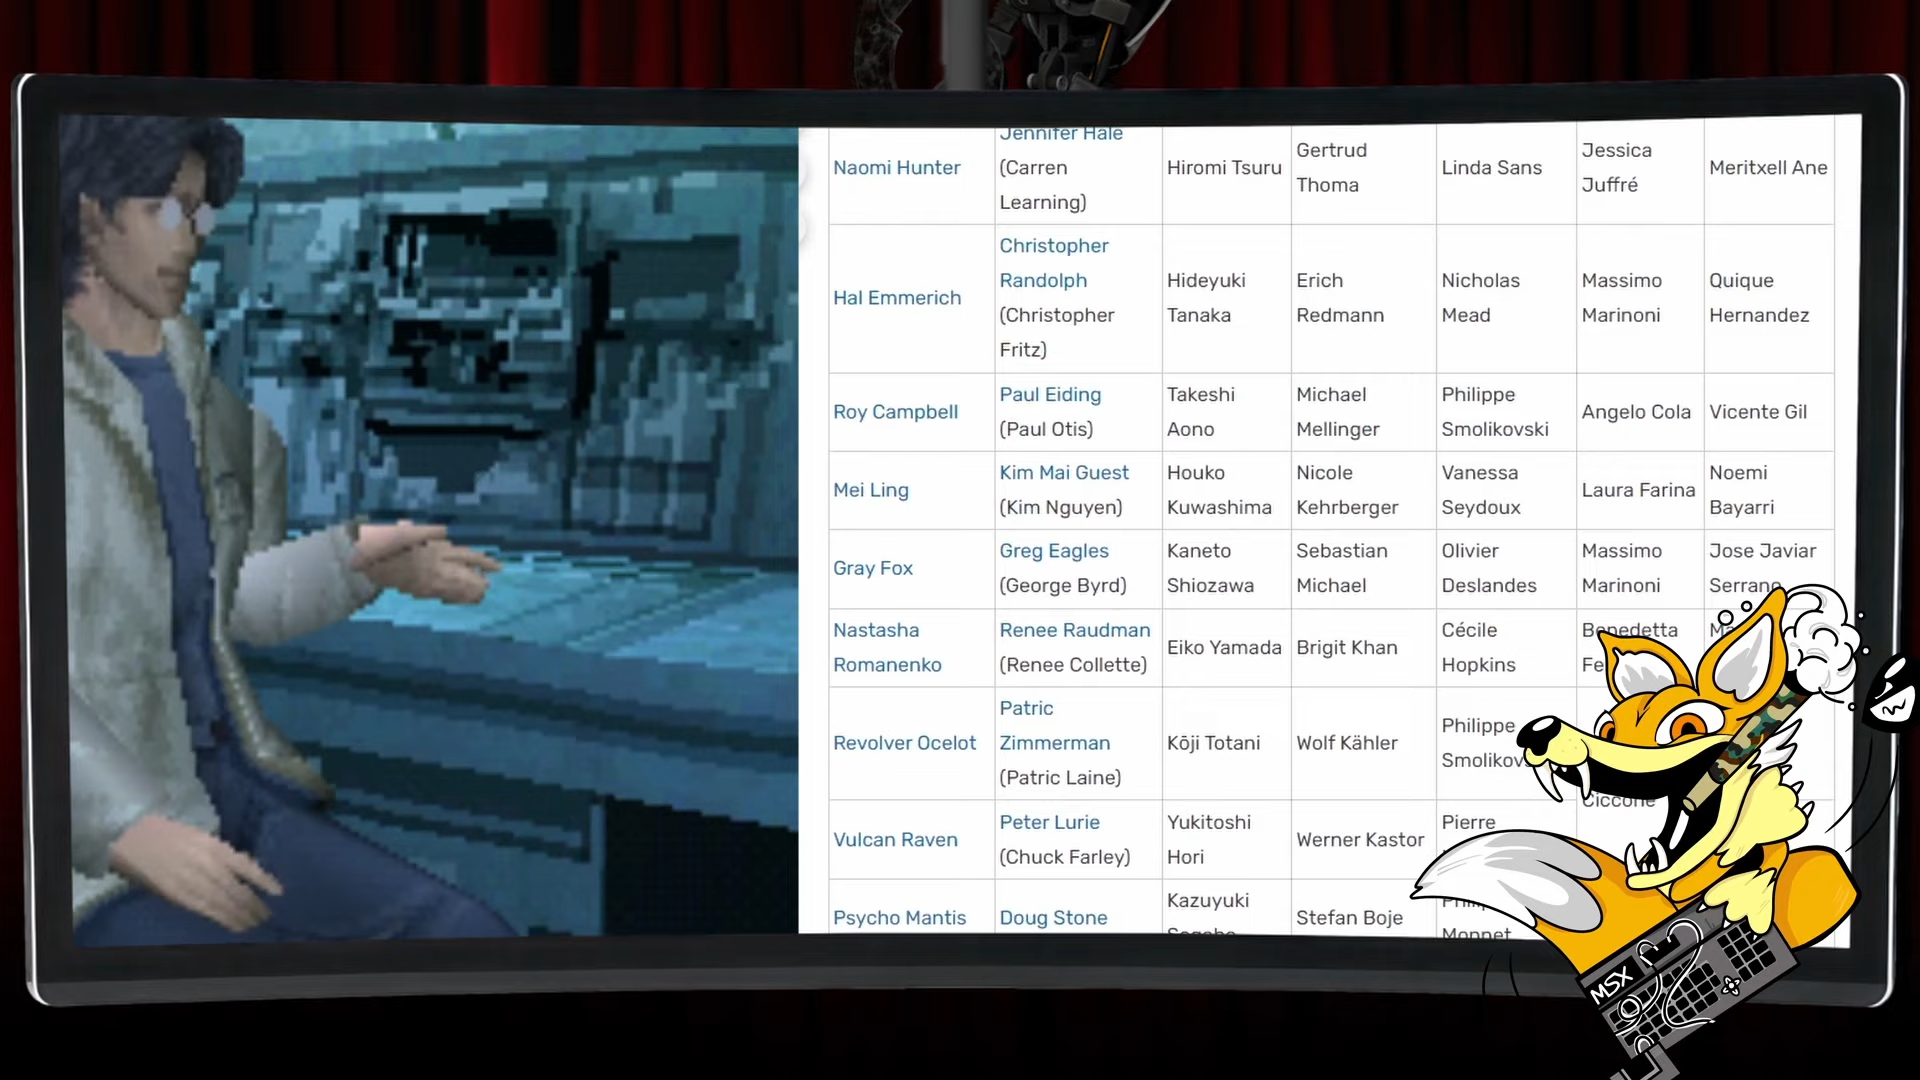 Jennifer Hale
(Carren
Learning)
Naomi Hunter
Hiromi Tsuru
Gertrud
Thoma
Linda Sans
Jessica
Juffré
Meritxell Ane
Hal Emmerich
Christopher
Randolph
(Christopher
Fritz)
Hideyuki
Tanaka
Erich
Redmann
Nicholas
Mead
Massimo
Marinoni
Quique
Hernandez
Roy Campbell
Paul Eiding
(Paul Otis)
Takeshi
Aono
Michael
Mellinger
Philippe
Smolikovski
Angelo Cola
Vicente Gil
Mei Ling
Kim Mai Guest
(Kim Nguyen)
Houko
Kuwashima
Nicole
Kehrberger
Vanessa
Seydoux
Laura Farina
Noemi
Bayarri
Gray Fox
Greg Eagles
(George Byrd)
Kaneto
Shiozawa
Sebastian
Michael
Olivier
Deslandes
Massimo
Marinoni
Jose Javiar
Serrano
Nastasha
Romanenko
Renee Raudman
(Renee Collette)
Eiko Yamada
Brigit Khan
Cécile
Hopkins
Benedetta
Revolver Ocelot
Patric
Zimmerman
(Patric Laine)
Kōji Totani
Wolf Kähler
Philippe
Ciccone
Vulcan Raven
Peter Lurie
(Chuck Farley)
Yukitoshi
Hori
Werner Kastor
Pierre
Psycho Mantis
Doug Stone
Kazuyuki
Stefan Boje
MSX